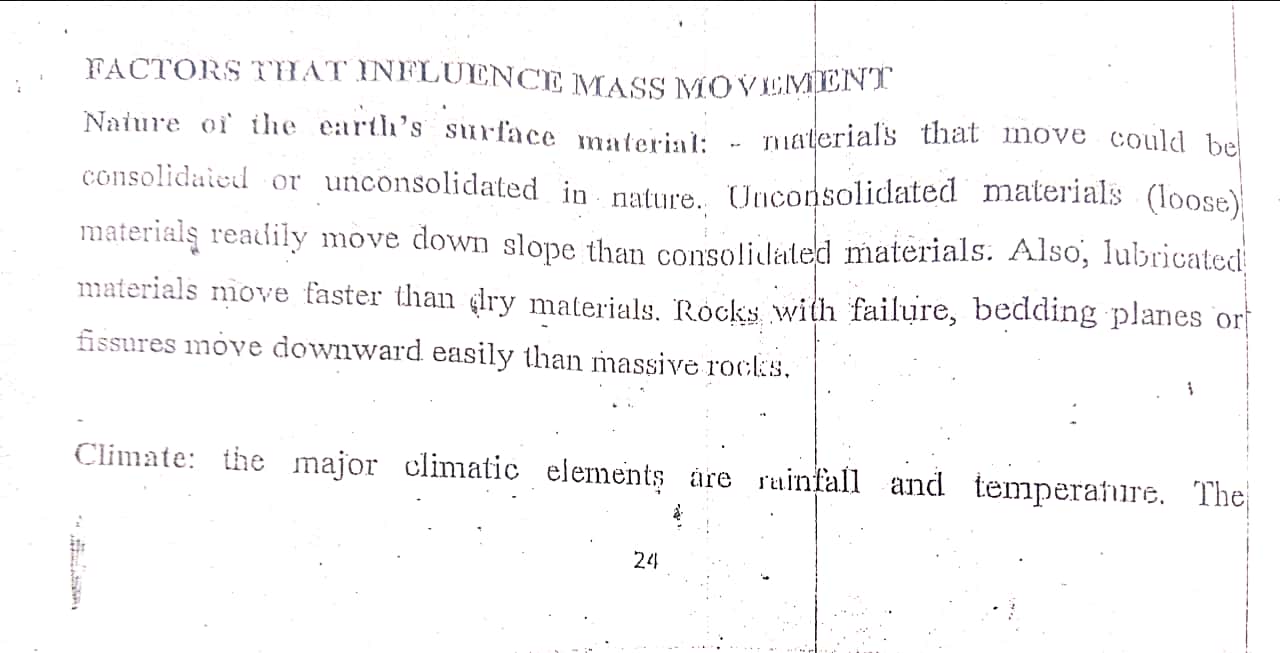 FACTORS THAT INFLUENCE MASS MOVEMENT
Nature of the earth's surface material: - materials that move could be
consolidated or unconsolidated in nature. Unconsolidated materials (loose)
materials readily move down slope than consolidated materials. Also, lubricated
materials move faster than dry materials. Rocks with failure, bedding planes or
fissures move downward easily than massive rocks.
Climate: the major climatic elements are rainfall and temperature. The
24